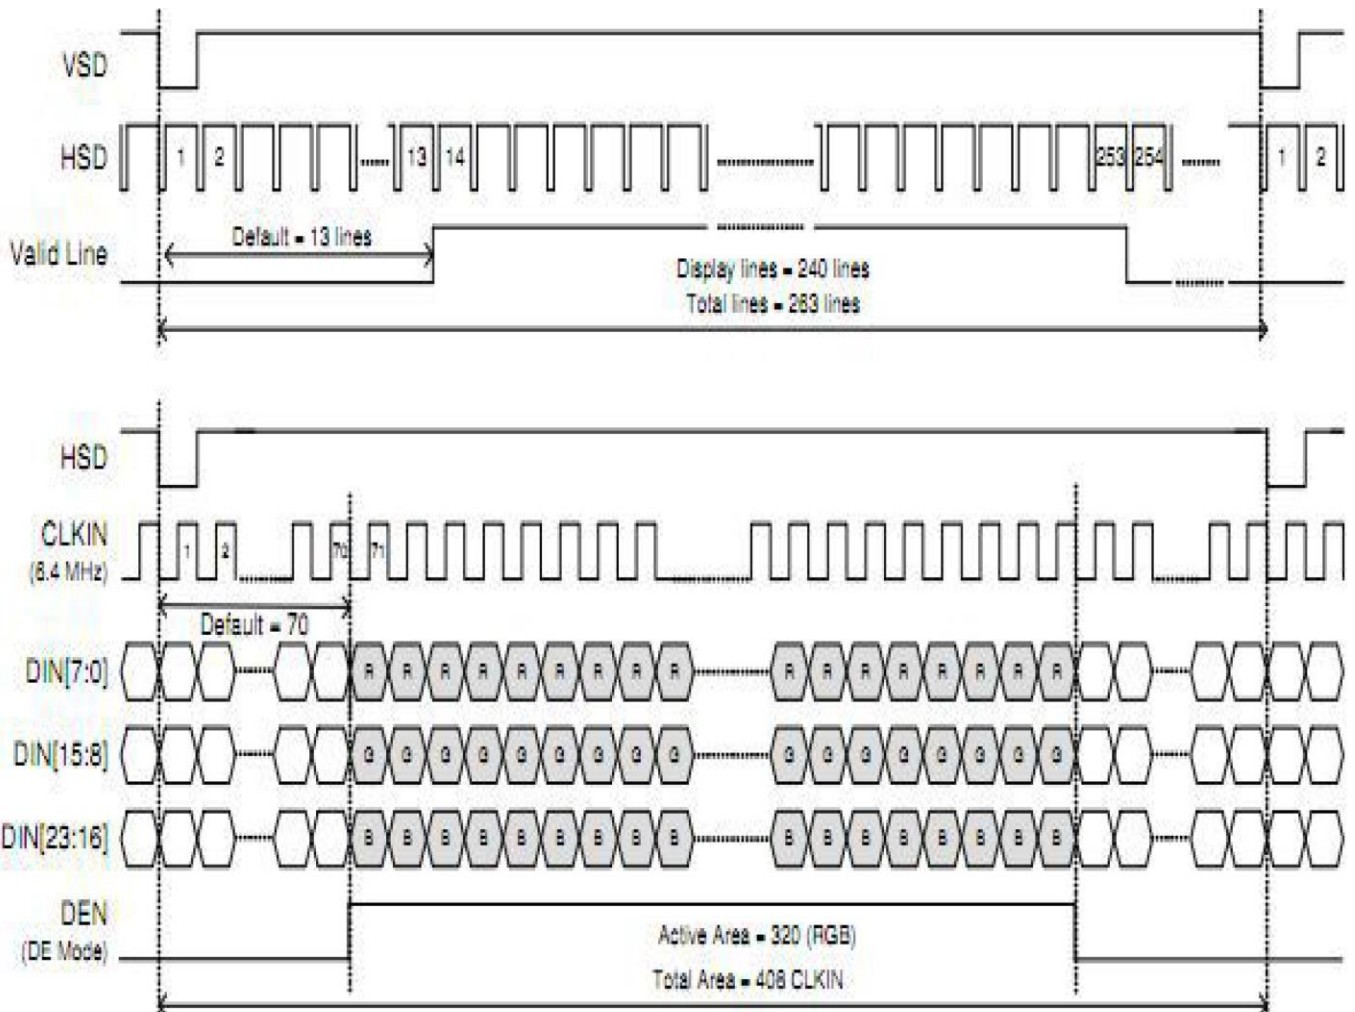 VSD
HSD 1 2 13 14 253 254 1 2
Valid Line
Default = 13 lines
Display lines = 240 lines
Total lines = 263 lines
HSD
CLKIN 1 2 70 71
(6.4 MHz)
Default = 70
DIN[7:0] R R R R R R R R R R R R R R R R R
DIN[15:8] G G G G G G G G G G G G G G G G G
DIN[23:16] B B B B B B B B B B B B B B B B B
DEN
(DE Mode)
Active Area = 320 (RGB)
Total Area = 408 CLKIN